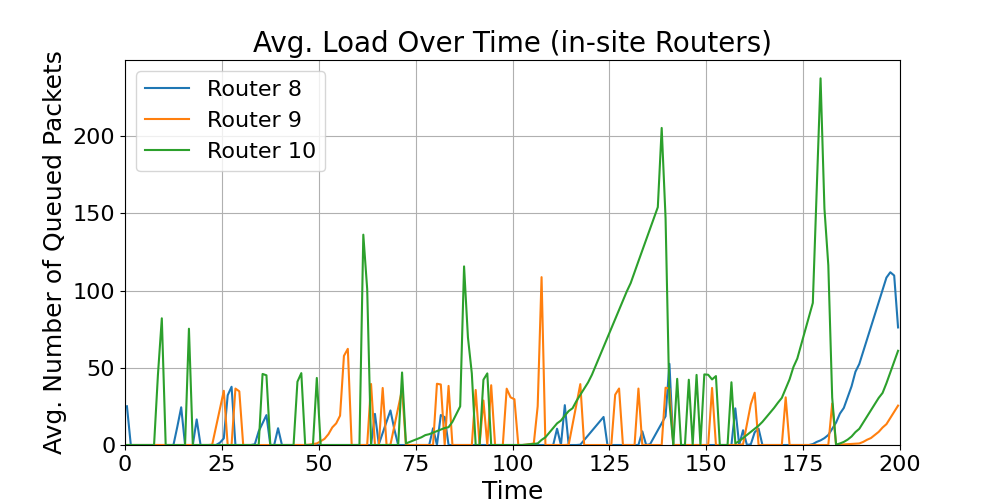 Avg. Load Over Time (in-site Routers)
Avg. Number of Queued Packets
Router 8
Router 9
Router 10
200
150
100
50
0
0 25 50 75 100 125 150 175 200
Time